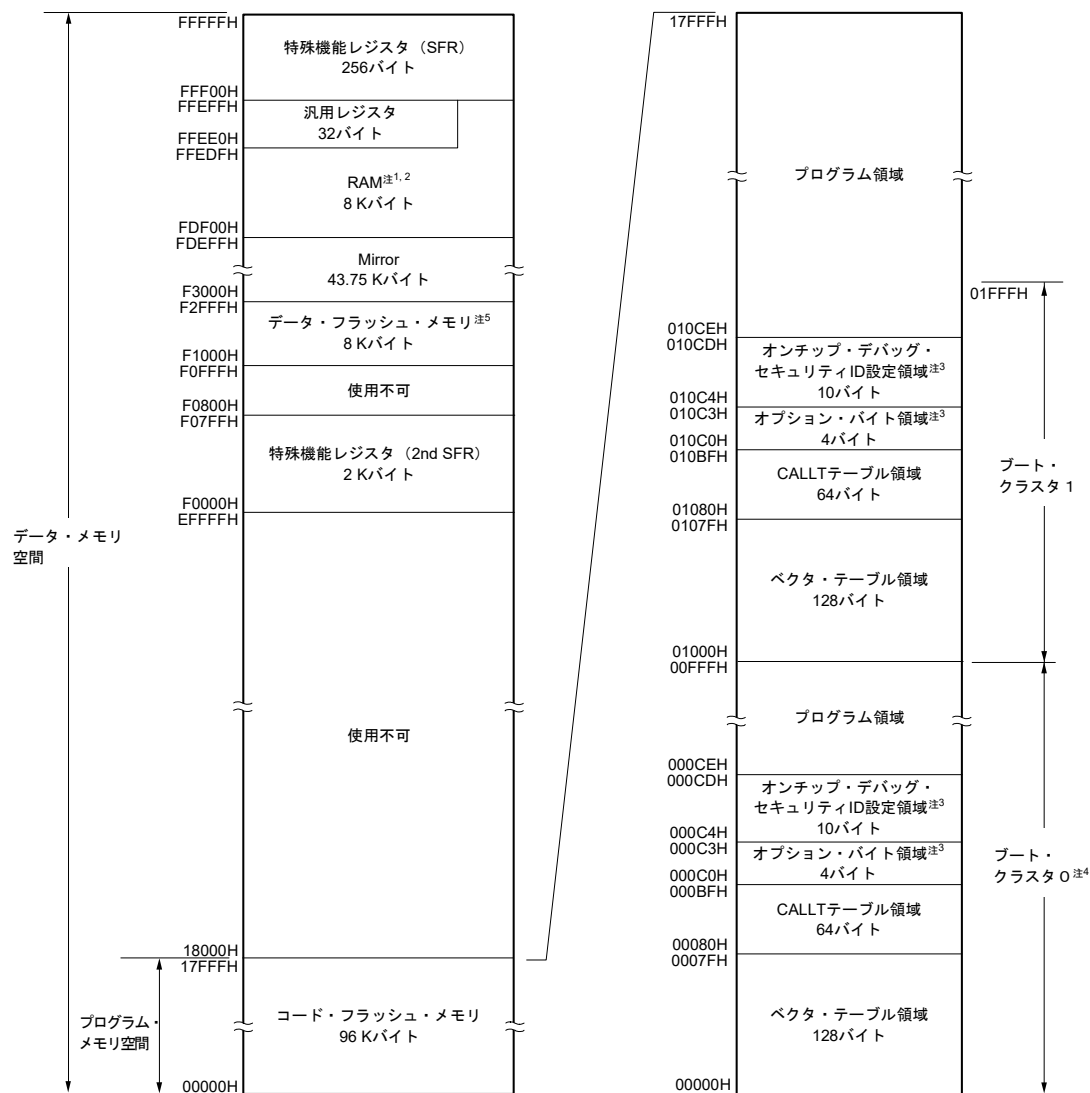 FFFFFH
特殊機能レジスタ（SFR）
256バイト
FFF00H
FFEFFH
汎用レジスタ
32バイト
FFEE0H
FFEDFH
RAM注1, 2
8 Kバイト
FDF00H
FDEFFH
Mirror
43.75 Kバイト
F3000H
F2FFFH
データ・フラッシュ・メモリ注5
8 Kバイト
F1000H
F0FFFH
使用不可
F0800H
F07FFH
特殊機能レジスタ（2nd SFR）
2 Kバイト
F0000H
EFFFFH
データ・メモリ
空間
使用不可
18000H
17FFFH
プログラム・
メモリ空間
コード・フラッシュ・メモリ
96 Kバイト
00000H
17FFFH
プログラム領域
01FFFH
010CEH
010CDH
オンチップ・デバッグ・
セキュリティID設定領域注3
10バイト
010C4H
010C3H
オプション・バイト領域注3
4バイト
010C0H
010BFH
CALLTテーブル領域
64バイト
ブート・
クラスタ1
01080H
0107FH
ベクタ・テーブル領域
128バイト
01000H
00FFFH
プログラム領域
000CEH
000CDH
オンチップ・デバッグ・
セキュリティID設定領域注3
10バイト
000C4H
000C3H
オプション・バイト領域注3
4バイト
000C0H
000BFH
ブート・
クラスタ０注4
CALLTテーブル領域
64バイト
00080H
0007FH
ベクタ・テーブル領域
128バイト
00000H